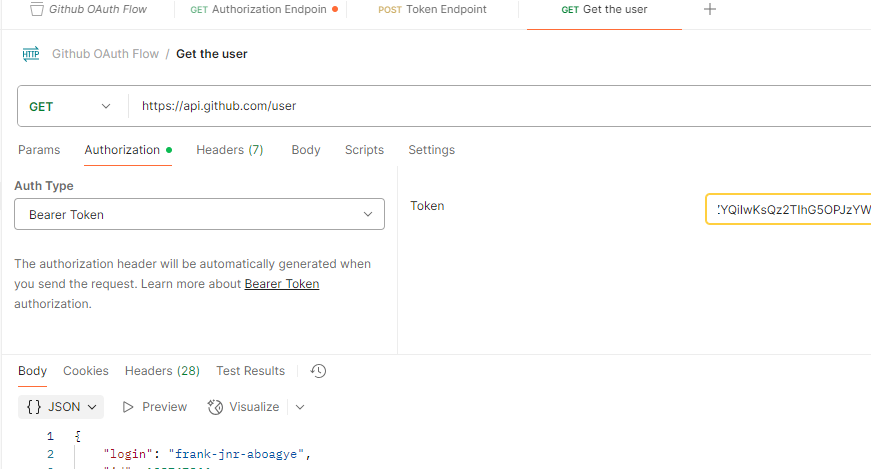 Github OAuth Flow GET Authorization Endpoin POST Token Endpoint GET Get the user
HTTP Github OAuth Flow / Get the user
GET https://api.github.com/user
Params Authorization Headers (7) Body Scripts Settings
Auth Type
Bearer Token
Token
YQiIwKsQz2TIhG5OPJzYW
The authorization header will be automatically generated when
you send the request. Learn more about Bearer Token
authorization.
Body Cookies Headers (28) Test Results
{} JSON Preview Visualize
1 {
2 "login": "frank-jnr-aboagye",